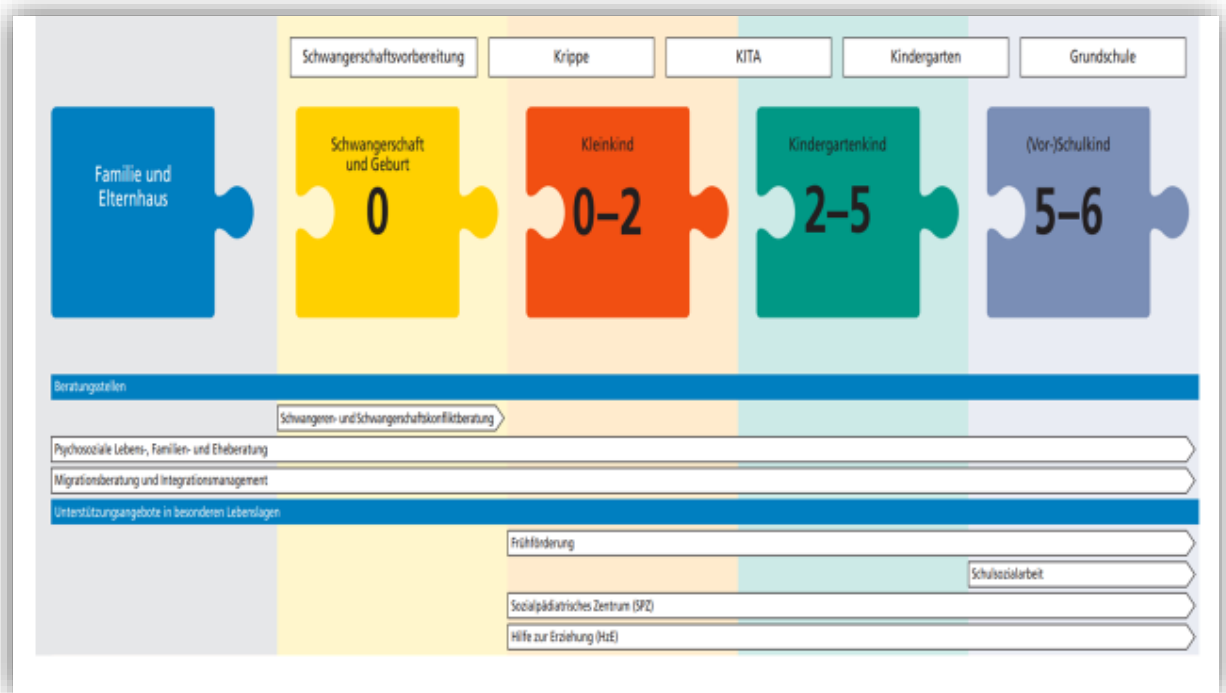 Schwangerschaftsvorbereitung
Krippe
KITA
Kindergarten
Grundschule
Familie und
Elternhaus
Schwangerschaft
und Geburt
0
Kleinkind
0–2
Kindergartenkind
2–5
(Vor-)Schulkind
5–6
Beratungsstellen
Schwangeren- und Schwangerschaftskonfliktberatung
Psychosoziale Lebens-, Familien- und Eheberatung
Migrationsberatung und Integrationsmanagement
Unterstützungsangebote in besonderen Lebenslagen
Frühförderung
Schulsozialarbeit
Sozialpädiatrisches Zentrum (SPZ)
Hilfe zur Erziehung (HzE)